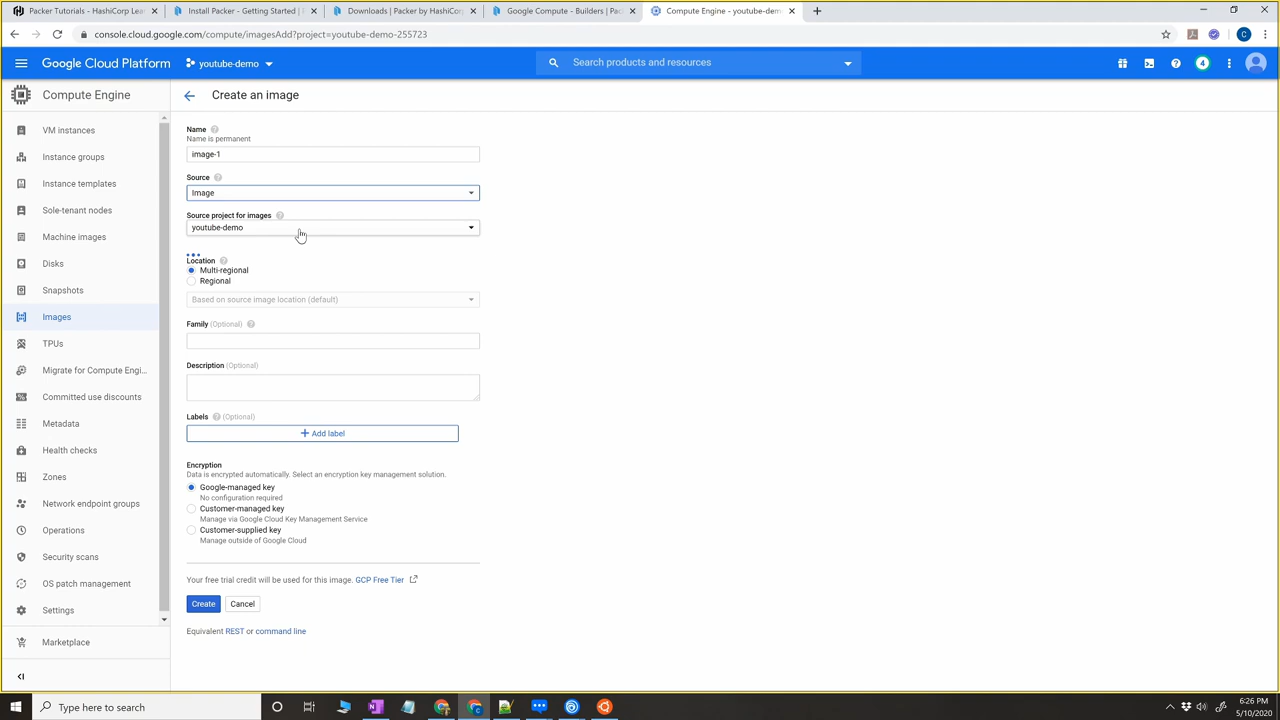 Packer Tutorials - HashiCorp Lea
Install Packer - Getting Started |
Downloads | Packer by HashiCorp
Google Compute - Builders | Pac
Compute Engine - youtube-dem
console.cloud.google.com/compute/imagesAdd?project=youtube-demo-255723
C
Google Cloud Platform
youtube-demo
Search products and resources
4
Compute Engine
Create an image
VM instances
Instance groups
Instance templates
Sole-tenant nodes
Machine images
Disks
Snapshots
Images
TPUs
Migrate for Compute Engi...
Committed use discounts
Metadata
Health checks
Zones
Network endpoint groups
Operations
Security scans
OS patch management
Settings
Marketplace
Name
Name is permanent
image-1
Source
Image
Source project for images
youtube-demo
Location
Multi-regional
Regional
Based on source image location (default)
Family (Optional)
Description (Optional)
Labels (Optional)
+ Add label
Encryption
Data is encrypted automatically. Select an encryption key management solution.
Google-managed key
No configuration required
Customer-managed key
Manage via Google Cloud Key Management Service
Customer-supplied key
Manage outside of Google Cloud
Your free trial credit will be used for this image. GCP Free Tier
Create
Cancel
Equivalent REST or command line
Type here to search
6:26 PM
5/10/2020